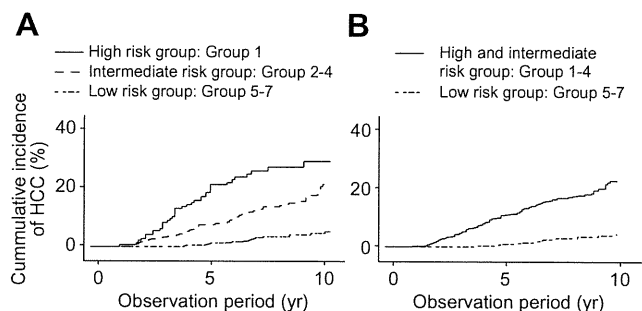 A
High risk group: Group 1
Intermediate risk group: Group 2-4
Low risk group: Group 5-7
Cummulative incidence
of HCC (%)
40
20
0
0
5
10
Observation period (yr)
B
High and intermediate
risk group: Group 1-4
Low risk group: Group 5-7
40
20
0
0
5
10
Observation period (yr)